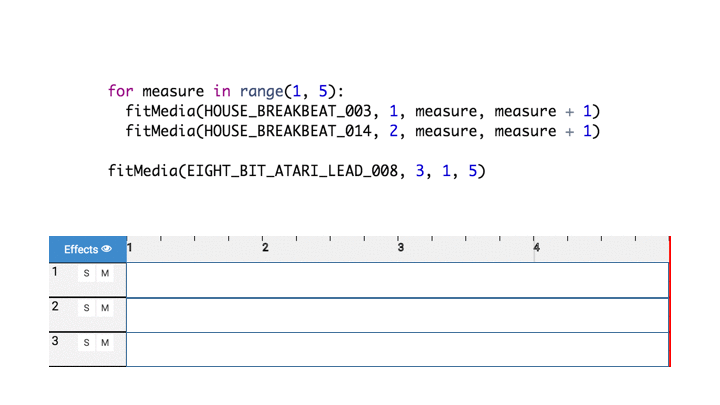 for measure in range(1, 5):
fitMedia(HOUSE_BREAKBEAT_003, 1, measure, measure + 1)
fitMedia(HOUSE_BREAKBEAT_014, 2, measure, measure + 1)
fitMedia(EIGHT_BIT_ATARI_LEAD_008, 3, 1, 5)
Effects 1 2 3 4
1 S M
2 S M
3 S M